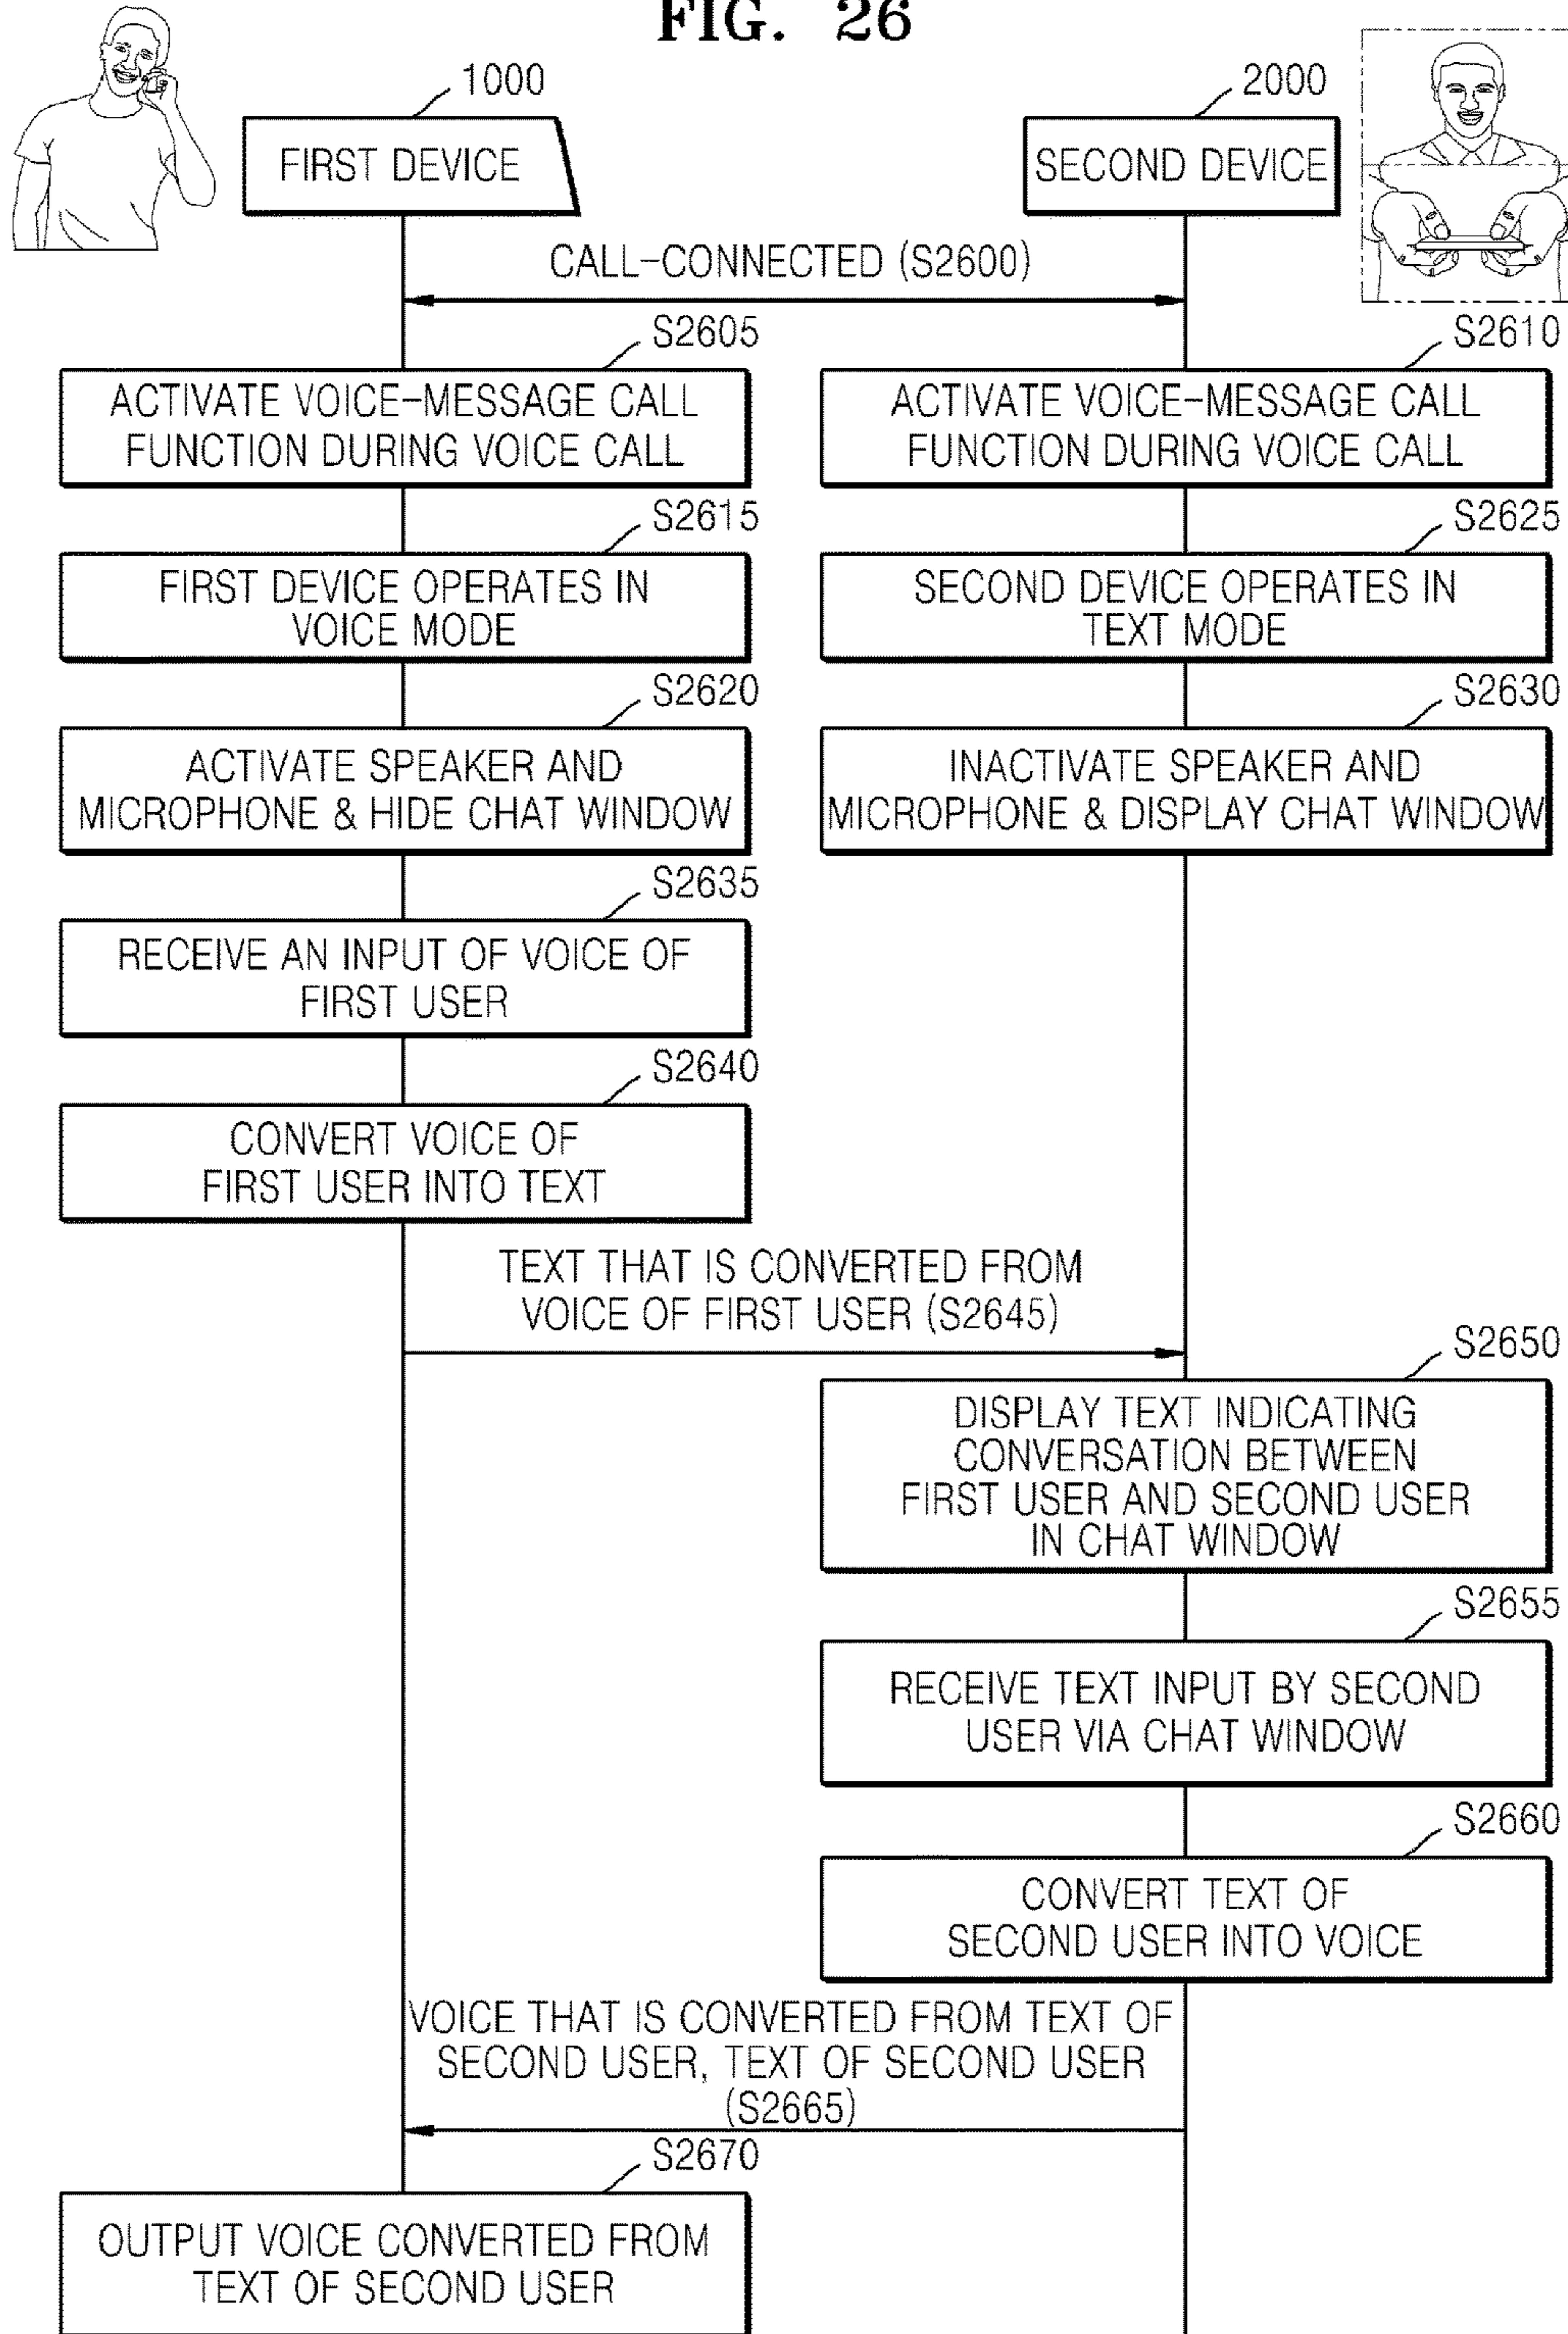 FIG. 26
1000
2000
FIRST DEVICE
SECOND DEVICE
CALL-CONNECTED (S2600)
S2605
S2610
ACTIVATE VOICE-MESSAGE CALL
FUNCTION DURING VOICE CALL
ACTIVATE VOICE-MESSAGE CALL
FUNCTION DURING VOICE CALL
S2615
S2625
FIRST DEVICE OPERATES IN
VOICE MODE
SECOND DEVICE OPERATES IN
TEXT MODE
S2620
S2630
ACTIVATE SPEAKER AND
MICROPHONE & HIDE CHAT WINDOW
INACTIVATE SPEAKER AND
MICROPHONE & DISPLAY CHAT WINDOW
S2635
RECEIVE AN INPUT OF VOICE OF
FIRST USER
S2640
CONVERT VOICE OF
FIRST USER INTO TEXT
TEXT THAT IS CONVERTED FROM
VOICE OF FIRST USER (S2645)
S2650
DISPLAY TEXT INDICATING
CONVERSATION BETWEEN
FIRST USER AND SECOND USER
IN CHAT WINDOW
S2655
RECEIVE TEXT INPUT BY SECOND
USER VIA CHAT WINDOW
S2660
CONVERT TEXT OF
SECOND USER INTO VOICE
VOICE THAT IS CONVERTED FROM TEXT OF
SECOND USER, TEXT OF SECOND USER
(S2665)
S2670
OUTPUT VOICE CONVERTED FROM
TEXT OF SECOND USER